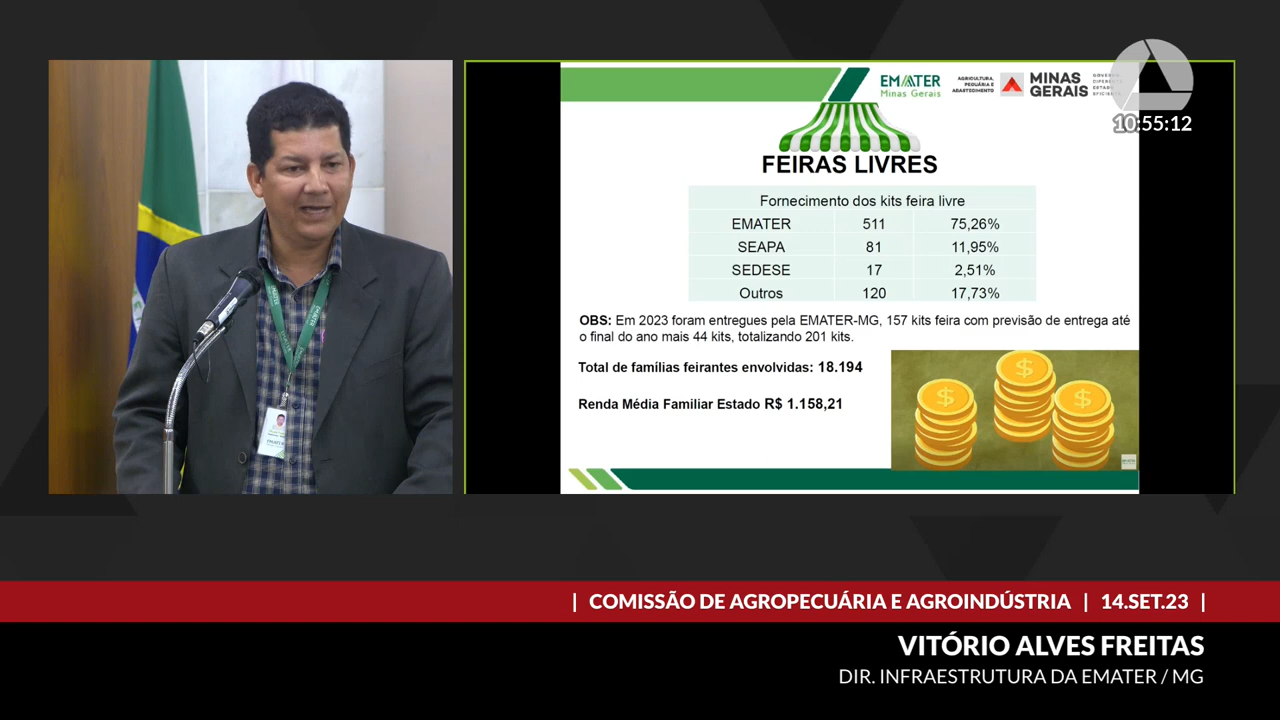 EMATER
Minas Gerais
AGRICULTURA,
PECUÁRIA E
ABASTECIMENTO
MINAS
GERAIS
10:55:12
FEIRAS LIVRES
Fornecimento dos kits feira livre
EMATER 511 75,26%
SEAPA 81 11,95%
SEDESE 17 2,51%
Outros 120 17,73%
OBS: Em 2023 foram entregues pela EMATER-MG, 157 kits feira com previsão de entrega até
o final do ano mais 44 kits, totalizando 201 kits.
Total de famílias feirantes envolvidas: 18.194
Renda Média Familiar Estado R$ 1.158,21
| COMISSÃO DE AGROPECUÁRIA E AGROINDÚSTRIA | 14.SET.23 |
VITÓRIO ALVES FREITAS
DIR. INFRAESTRUTURA DA EMATER / MG